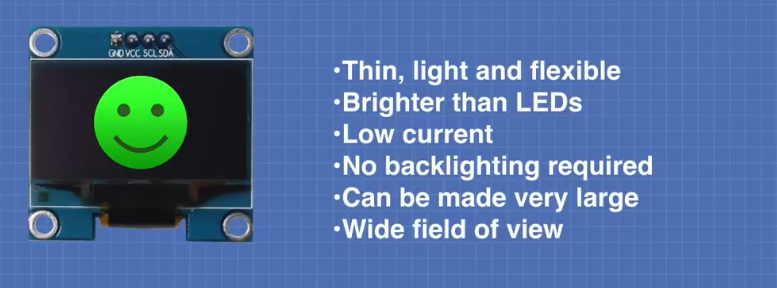 GND VCC SCL SDA
•Thin, light and flexible
•Brighter than LEDs
•Low current
•No backlighting required
•Can be made very large
•Wide field of view